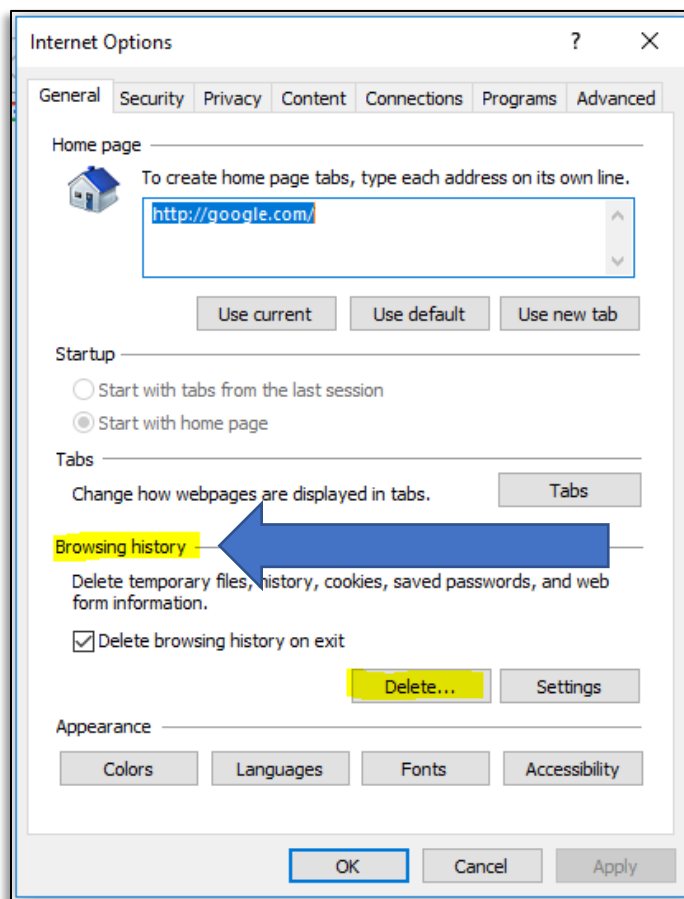 Internet Options ?
General Security Privacy Content Connections Programs Advanced
Home page
To create home page tabs, type each address on its own line.
http://google.com/
Use current Use default Use new tab
Startup
Start with tabs from the last session
Start with home page
Tabs
Change how webpages are displayed in tabs. Tabs
Browsing history
Delete temporary files, history, cookies, saved passwords, and web
form information.
Delete browsing history on exit
Delete... Settings
Appearance
Colors Languages Fonts Accessibility
OK Cancel Apply